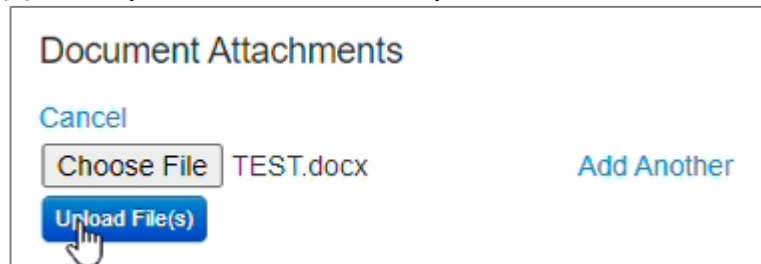 Document Attachments
Cancel
Choose File TEST.docx Add Another
Upload File(s)